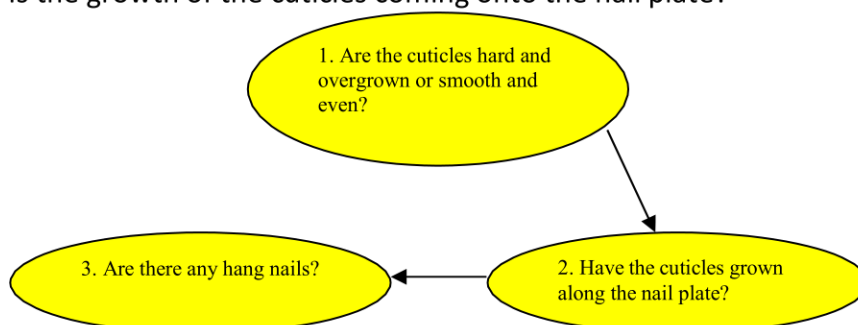 is the growth of the cuticles coming onto the nail plate?
1. Are the cuticles hard and
overgrown or smooth and
even?
2. Have the cuticles grown
along the nail plate?
3. Are there any hang nails?